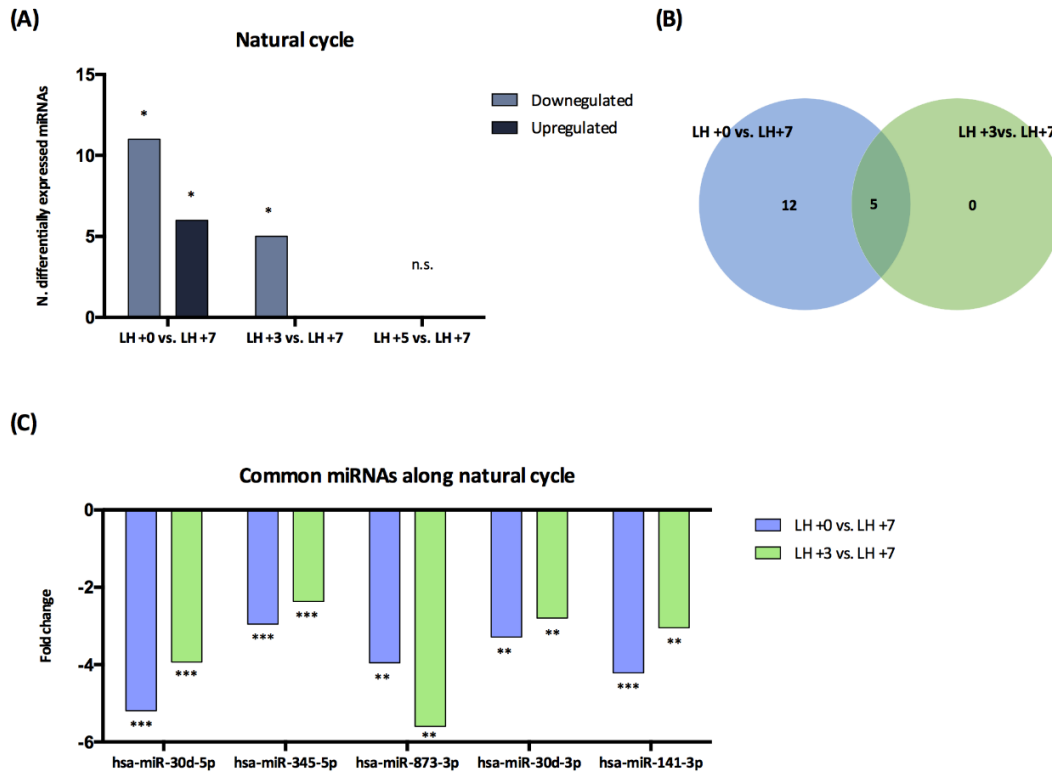 (A)
Natural cycle
N. differentially expressed miRNAs
15
10
5
0
*
*
*
n.s.
LH +0 vs. LH +7
LH +3 vs. LH +7
LH +5 vs. LH +7
Downegulated
Upregulated
(B)
LH +0 vs. LH+7
LH +3vs. LH+7
12
5
0
(C)
Common miRNAs along natural cycle
Fold change
0
-2
-4
-6
***
***
***
***
**
**
**
**
***
**
hsa-miR-30d-5p
hsa-miR-345-5p
hsa-miR-873-3p
hsa-miR-30d-3p
hsa-miR-141-3p
LH +0 vs. LH +7
LH +3 vs. LH +7